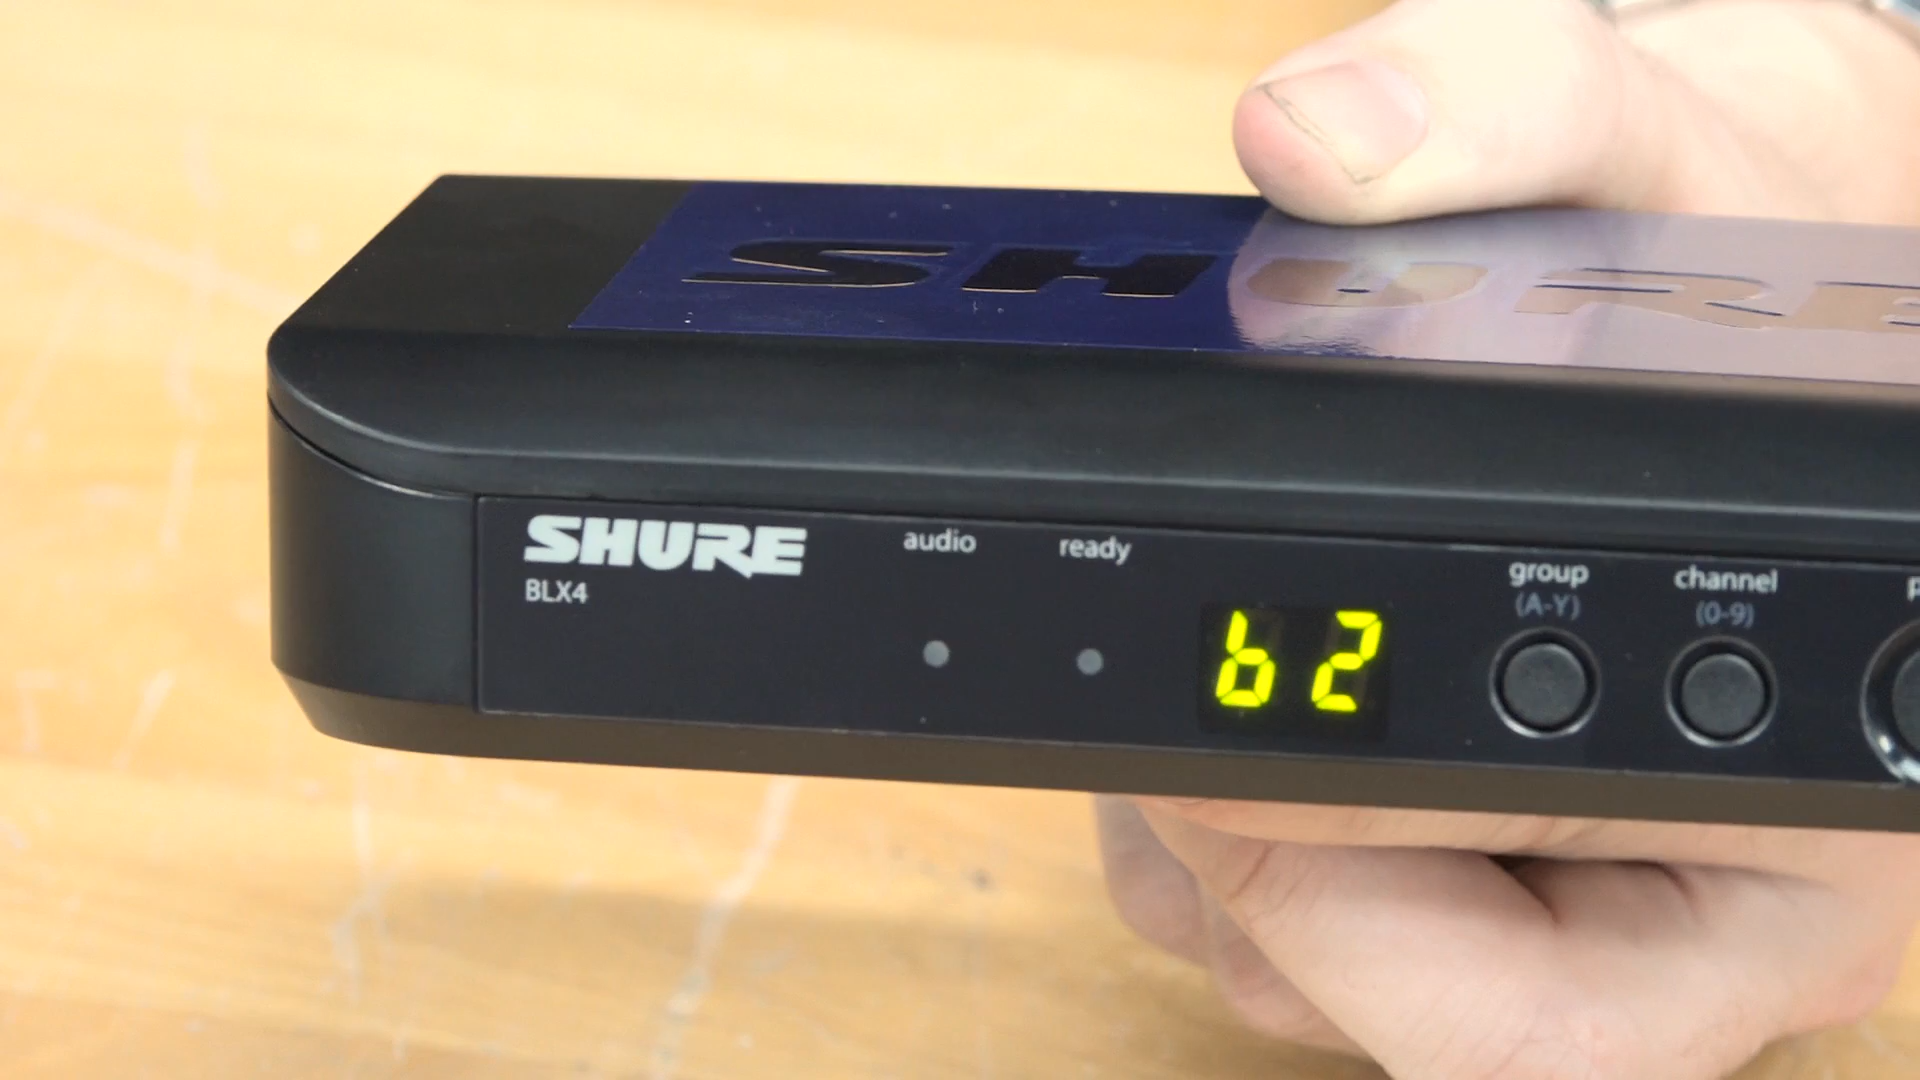 SHURE
SHURE
BLX4
audio
ready
b2
group
(A-Y)
channel
(0-9)